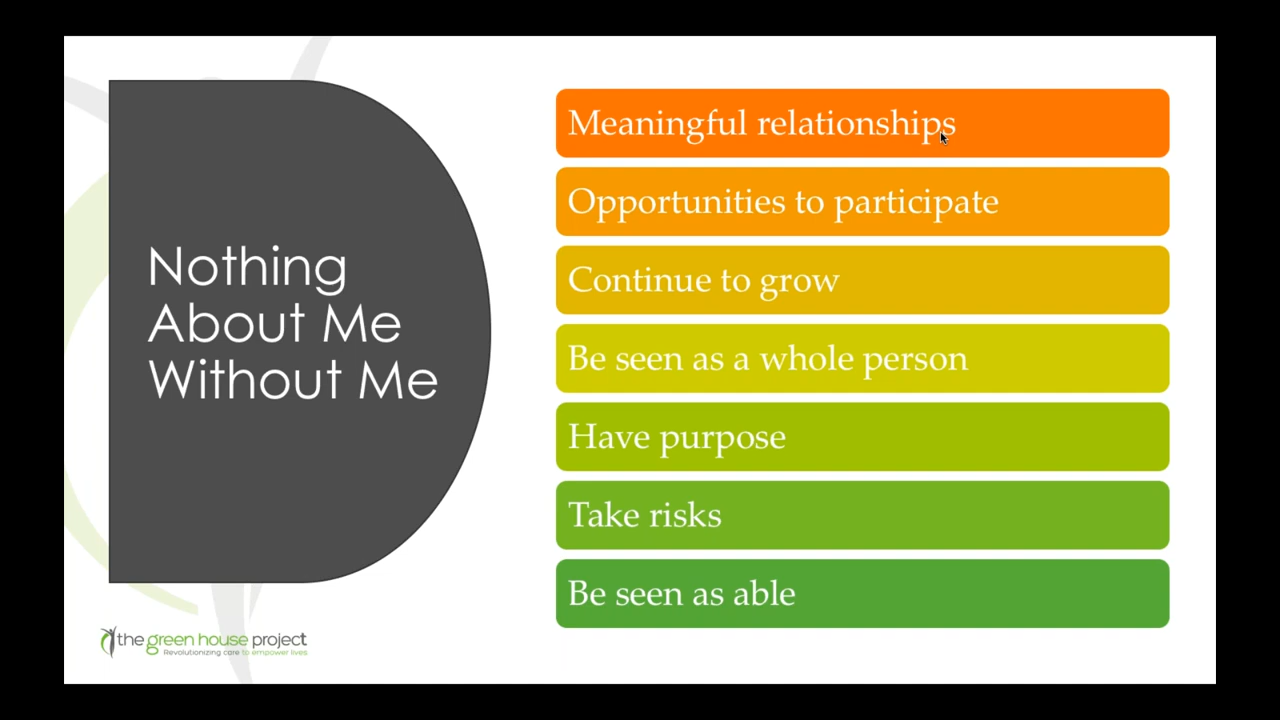 Nothing
About Me
Without Me
Meaningful relationships
Opportunities to participate
Continue to grow
Be seen as a whole person
Have purpose
Take risks
Be seen as able
the green house project
Revolutionizing care to empower lives